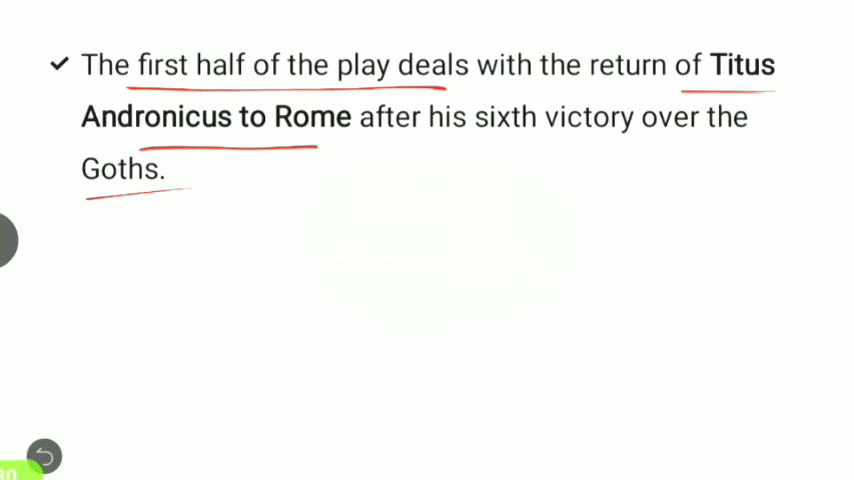 ✓ The first half of the play deals with the return of Titus
Andronicus to Rome after his sixth victory over the
Goths.
30